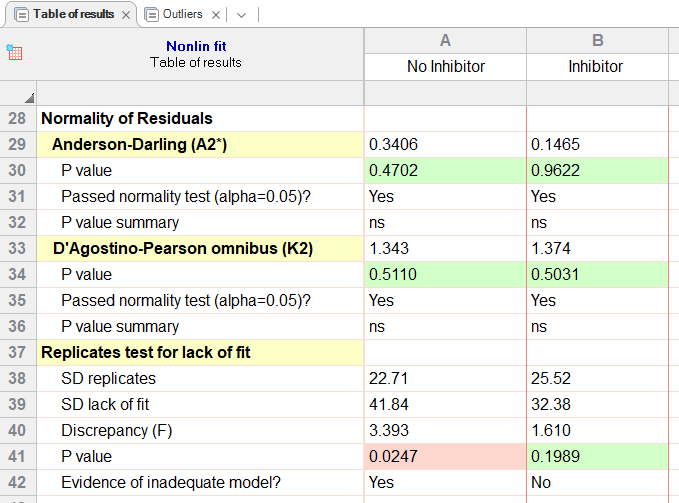 Table of results × Outliers ×
Nonlin fit A B
Table of results No Inhibitor Inhibitor
28 Normality of Residuals
29 Anderson-Darling (A2*) 0.3406 0.1465
30 P value 0.4702 0.9622
31 Passed normality test (alpha=0.05)? Yes Yes
32 P value summary ns ns
33 D'Agostino-Pearson omnibus (K2) 1.343 1.374
34 P value 0.5110 0.5031
35 Passed normality test (alpha=0.05)? Yes Yes
36 P value summary ns ns
37 Replicates test for lack of fit
38 SD replicates 22.71 25.52
39 SD lack of fit 41.84 32.38
40 Discrepancy (F) 3.393 1.610
41 P value 0.0247 0.1989
42 Evidence of inadequate model? Yes No